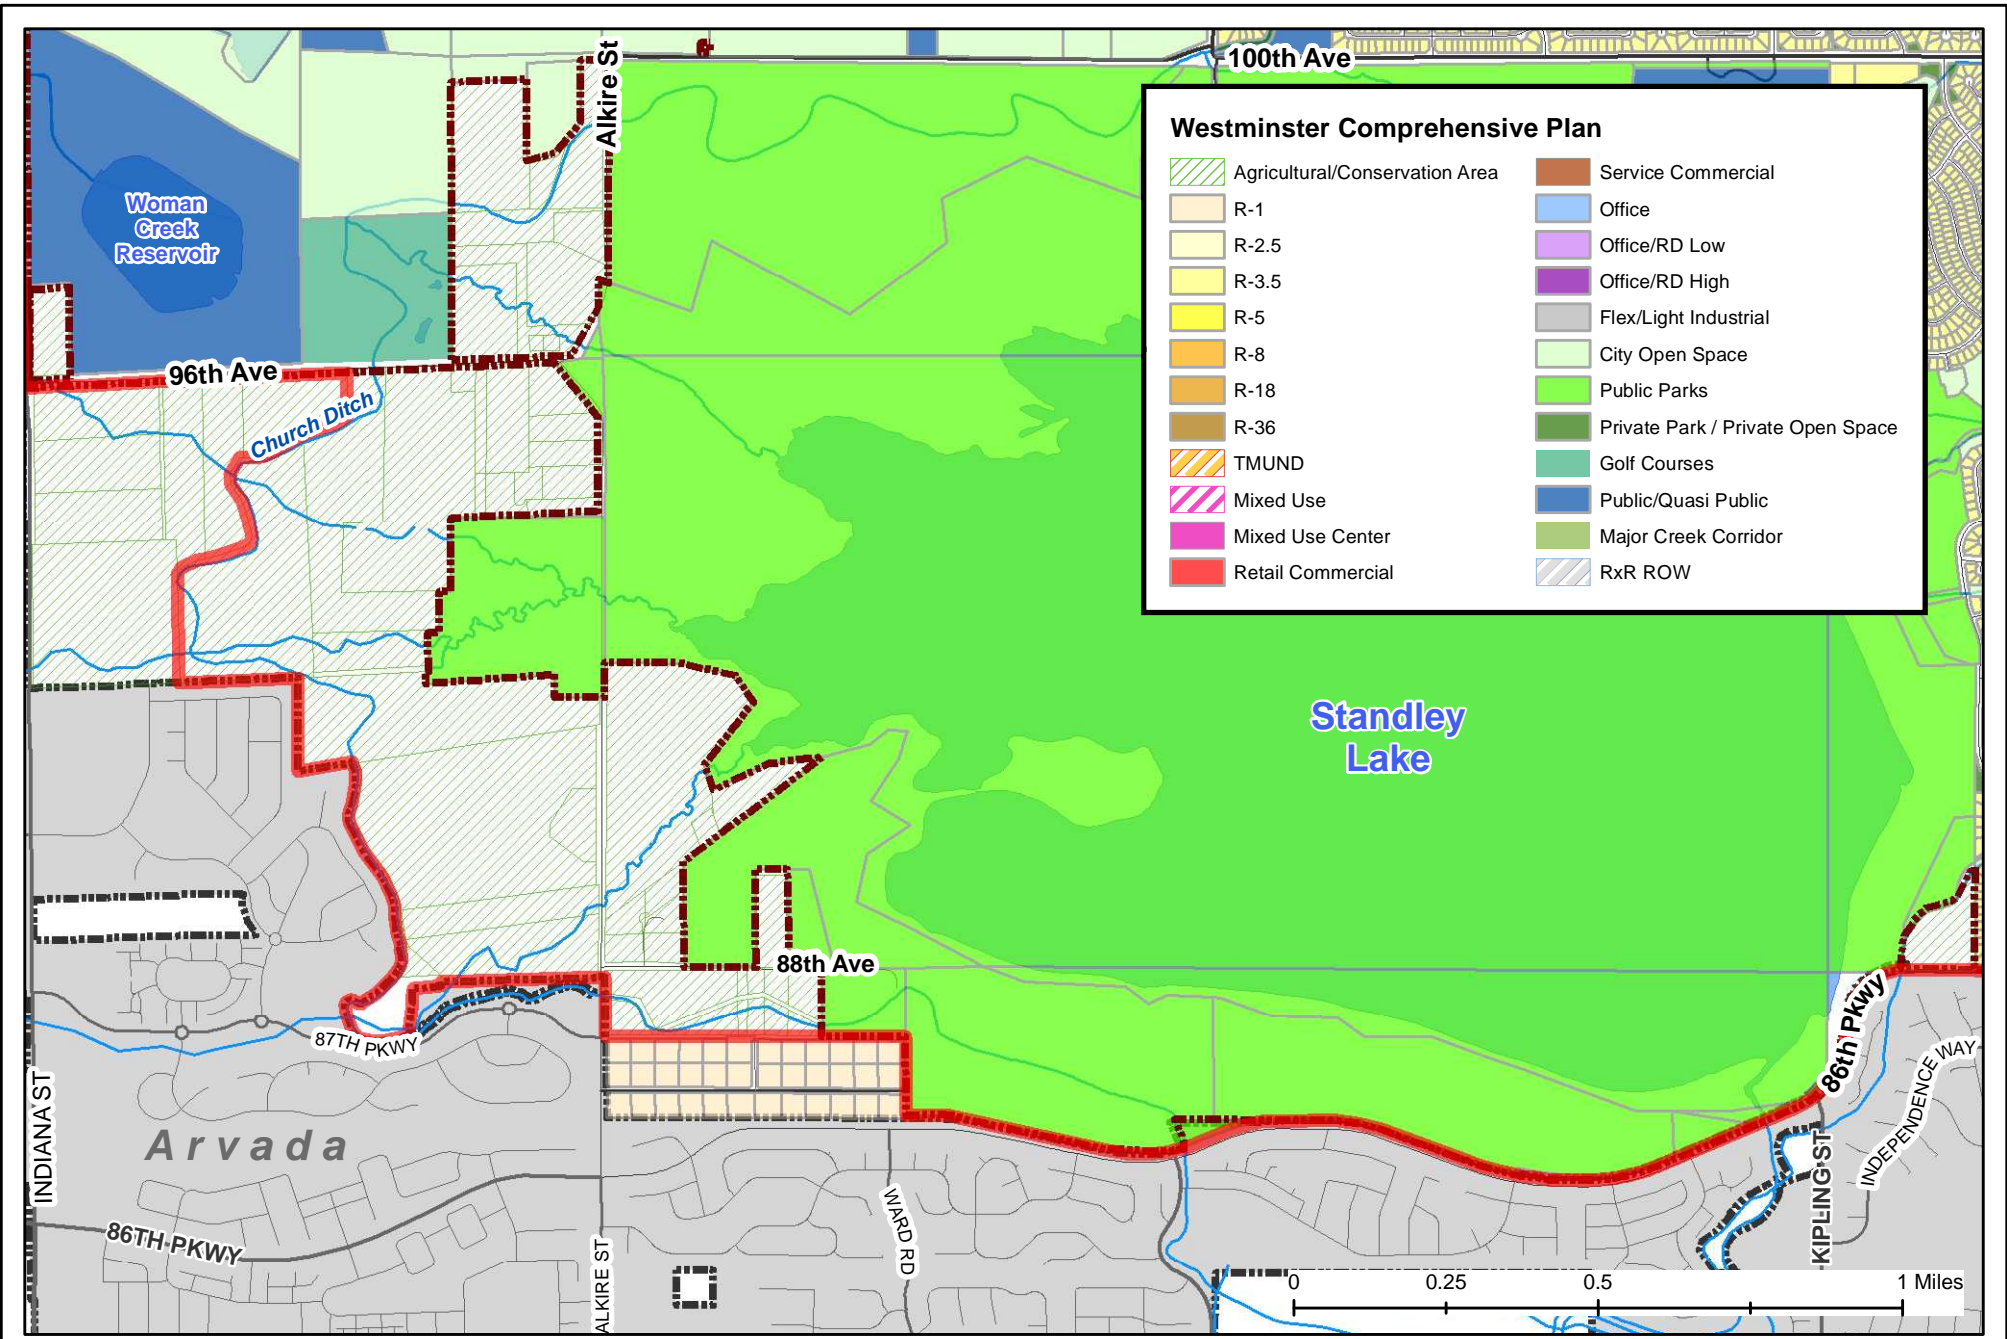 100th Ave
Alkire St
Westminster Comprehensive Plan
Agricultural/Conservation Area
R-1
R-2.5
R-3.5
R-5
R-8
R-18
R-36
TMUND
Mixed Use
Mixed Use Center
Retail Commercial
Service Commercial
Office
Office/RD Low
Office/RD High
Flex/Light Industrial
City Open Space
Public Parks
Private Park / Private Open Space
Golf Courses
Public/Quasi Public
Major Creek Corridor
RxR ROW
Woman
Creek
Reservoir
96th Ave
Church Ditch
Standley
Lake
88th Ave
86th Pkwy
87TH PKWY
INDIANA ST
Arvada
86TH PKWY
ALKIRE ST
WARD RD
KIPLING ST
INDEPENDENCE WAY
0 0.25 0.5 1 Miles